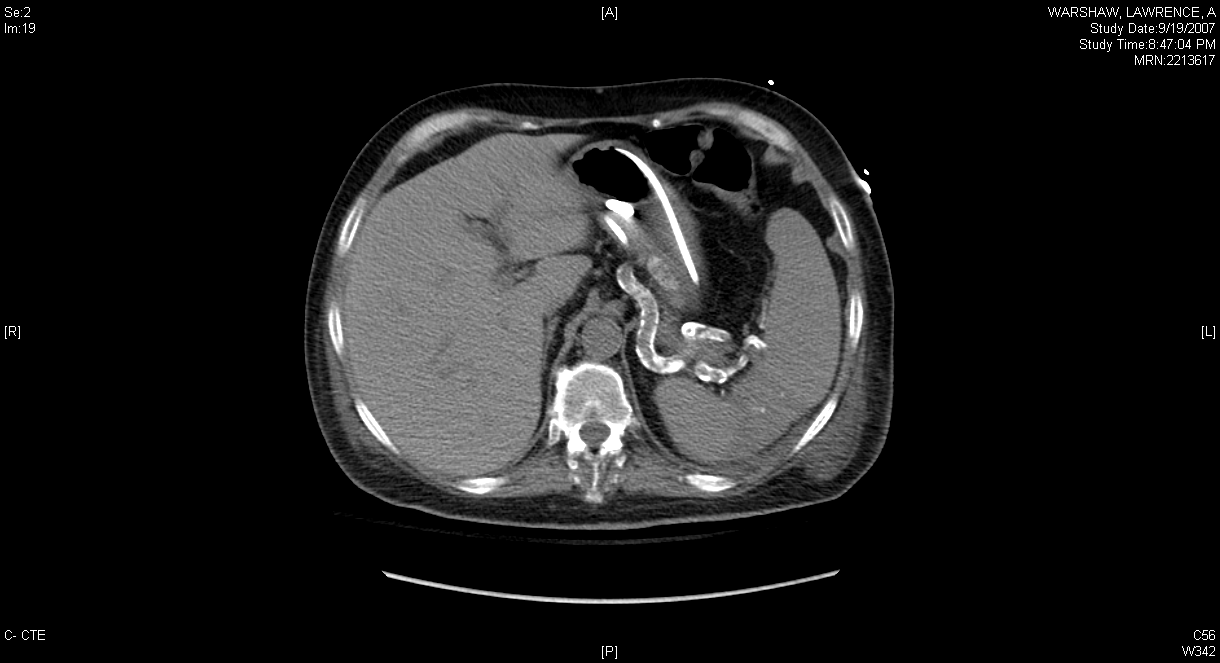 Se:2
Im:19
[A]
WARSHAW, LAWRENCE, A
Study Date:9/19/2007
Study Time:8:47:04 PM
MRN:2213617
[R]
[L]
C- CTE
[P]
C56
W342